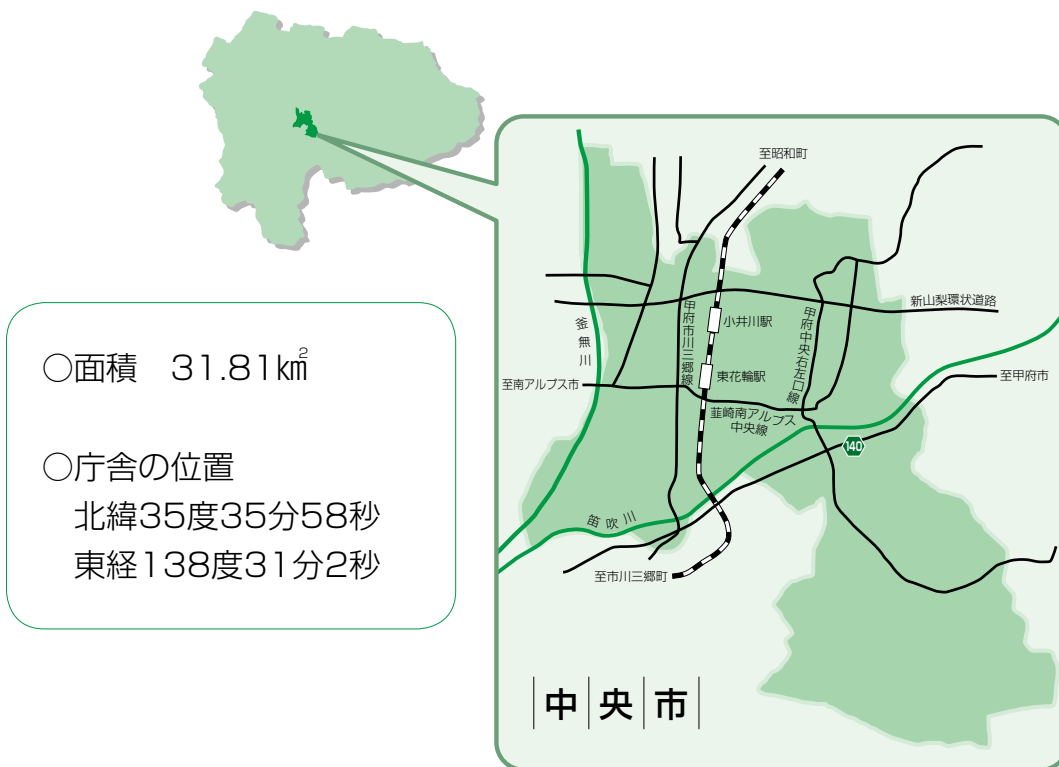 ○面積　31.81㎢
○庁舎の位置
北緯35度35分58秒
東経138度31分2秒
至昭和町
新山梨環状道路
釜無川
甲府市川三郷線
小井川駅
甲府中央右左口線
至南アルプス市
東花輪駅
至甲府市
韮崎南アルプス
中央線
140
笛吹川
至市川三郷町
中央市